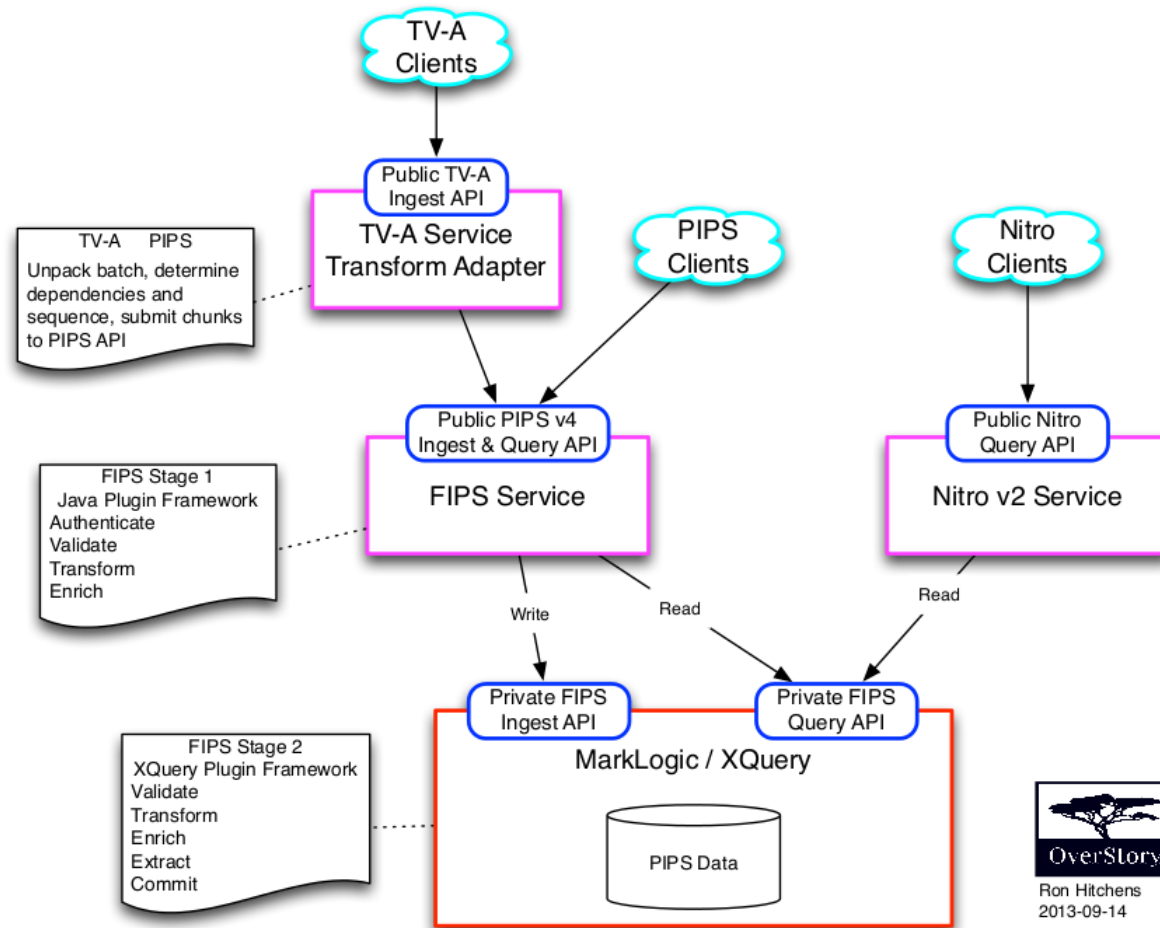 TV-A
Clients
Public TV-A
Ingest API
TV-A Service
Transform Adapter
TV-A PIPS
Unpack batch, determine
dependencies and
sequence, submit chunks
to PIPS API
PIPS
Clients
Nitro
Clients
Public PIPS v4
Ingest & Query API
FIPS Service
Public Nitro
Query API
Nitro v2 Service
FIPS Stage 1
Java Plugin Framework
Authenticate
Validate
Transform
Enrich
Write
Read
Read
Private FIPS
Ingest API
Private FIPS
Query API
MarkLogic / XQuery
PIPS Data
FIPS Stage 2
XQuery Plugin Framework
Validate
Transform
Enrich
Extract
Commit
OverStory
Ron Hitchens
2013-09-14